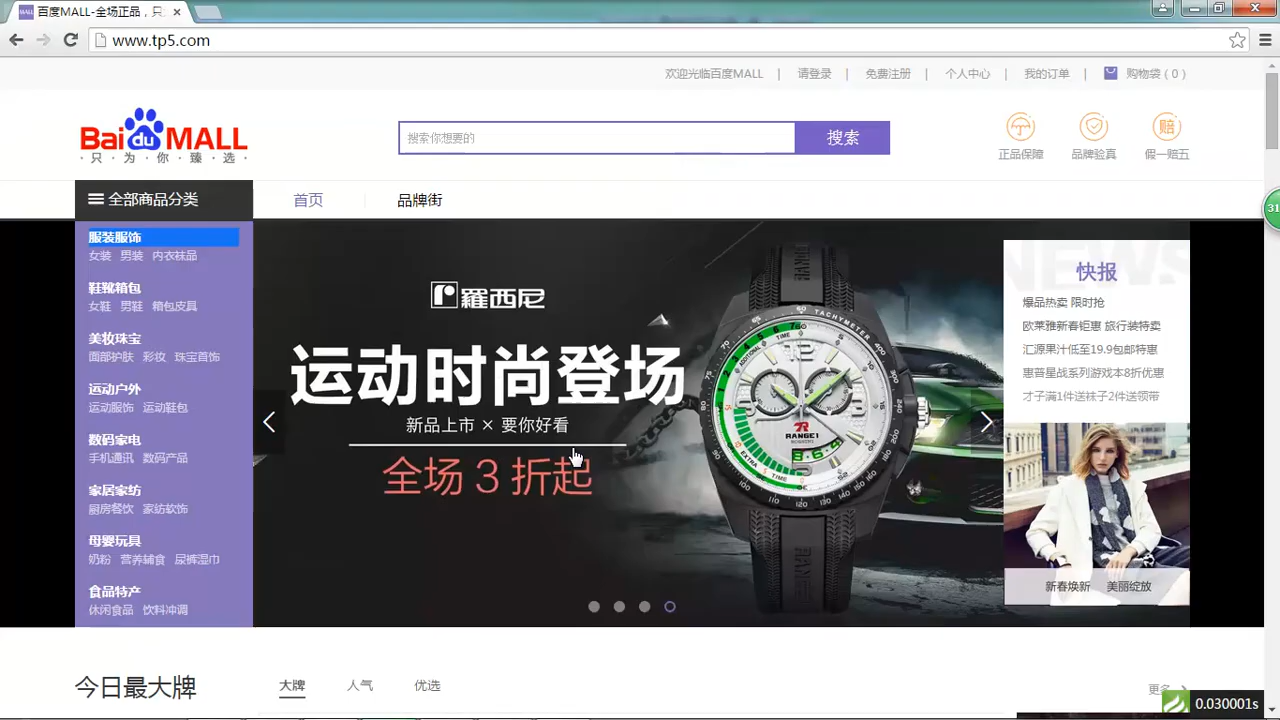 百度MALL-全场正品，只
www.tp5.com
欢迎光临百度MALL | 请登录 | 免费注册 | 个人中心 | 我的订单 | 购物袋 ( 0 )
Bai du MALL
·只·为·你·臻·选·
搜索你想要的
搜索
正品保障 品牌验真 假一赔五
赔
全部商品分类
首页
品牌街
31
服装服饰
女装 男装 内衣袜品
鞋靴箱包
女鞋 男鞋 箱包皮具
美妆珠宝
面部护肤 彩妆 珠宝首饰
运动户外
运动服饰 运动鞋包
数码家电
手机通讯 数码产品
家居家纺
厨房餐饮 家纺软饰
母婴玩具
奶粉 营养辅食 尿裤湿巾
食品特产
休闲食品 饮料冲调
羅西尼
运动时尚登场
新品上市 × 要你好看
全场 3 折起
TACHYMETER
RANGE1
NEWS
快报
爆品热卖 限时抢
欧莱雅新春钜惠 旅行装特卖
汇源果汁低至19.9包邮特惠
惠普星战系列游戏本8折优惠
才子满1件送袜子2件送领带
新春焕新 美丽绽放
今日最大牌
大牌
人气
优选
更多
0.030001s